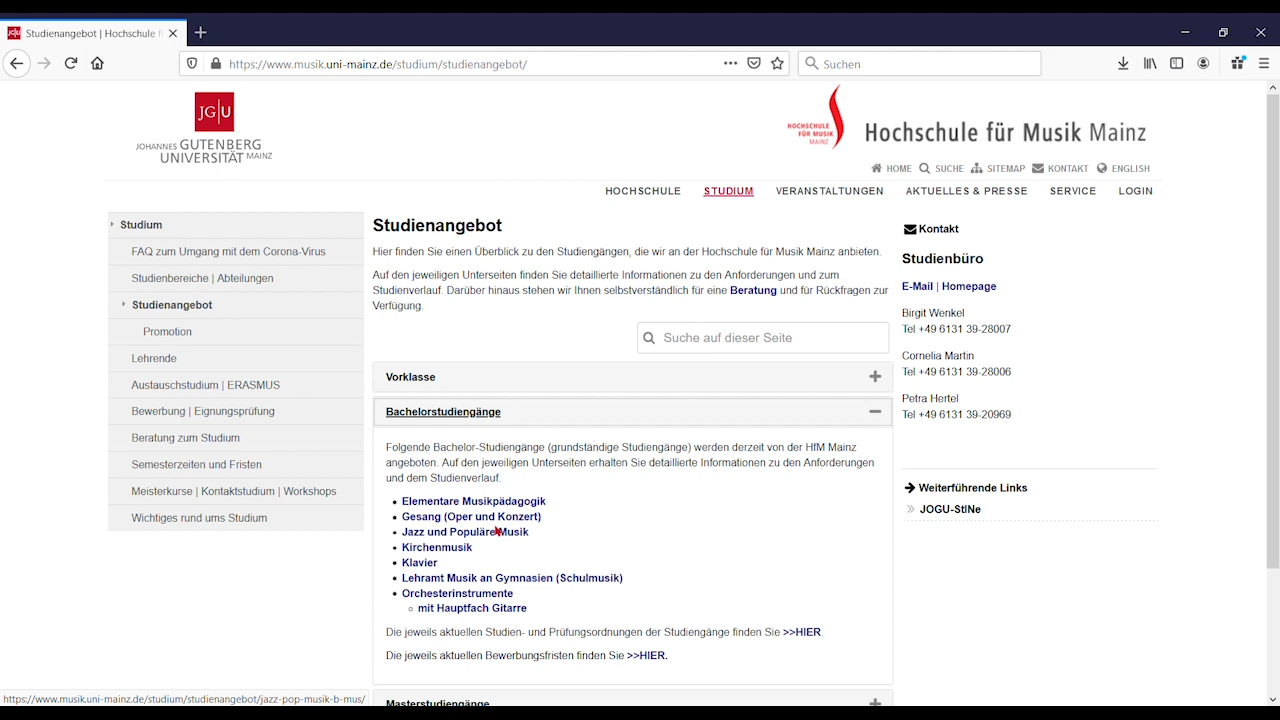 Studienangebot | Hochschule f
https://www.musik.uni-mainz.de/studium/studienangebot/
Suchen
JG|U
JOHANNES GUTENBERG
UNIVERSITÄT MAINZ
HOCHSCHULE
FÜR MUSIK
MAINZ
Hochschule für Musik Mainz
HOME SUCHE SITEMAP KONTAKT ENGLISH
HOCHSCHULE STUDIUM VERANSTALTUNGEN AKTUELLES & PRESSE SERVICE LOGIN
Studium
FAQ zum Umgang mit dem Corona-Virus
Studienbereiche | Abteilungen
Studienangebot
Promotion
Lehrende
Austauschstudium | ERASMUS
Bewerbung | Eignungsprüfung
Beratung zum Studium
Semesterzeiten und Fristen
Meisterkurse | Kontaktstudium | Workshops
Wichtiges rund ums Studium
Studienangebot
Hier finden Sie einen Überblick zu den Studiengängen, die wir an der Hochschule für Musik Mainz anbieten.
Auf den jeweiligen Unterseiten finden Sie detaillierte Informationen zu den Anforderungen und zum
Studienverlauf. Darüber hinaus stehen wir Ihnen selbstverständlich für eine Beratung und für Rückfragen zur
Verfügung.
Suche auf dieser Seite
Vorklasse
Bachelorstudiengänge
Folgende Bachelor-Studiengänge (grundständige Studiengänge) werden derzeit von der HfM Mainz
angeboten. Auf den jeweiligen Unterseiten erhalten Sie detaillierte Informationen zu den Anforderungen
und dem Studienverlauf.
Elementare Musikpädagogik
Gesang (Oper und Konzert)
Jazz und Populäre Musik
Kirchenmusik
Klavier
Lehramt Musik an Gymnasien (Schulmusik)
Orchesterinstrumente
mit Hauptfach Gitarre
Die jeweils aktuellen Studien- und Prüfungsordnungen der Studiengänge finden Sie >>HIER.
Die jeweils aktuellen Bewerbungsfristen finden Sie >>HIER.
Masterstudiengänge
Kontakt
Studienbüro
E-Mail | Homepage
Birgit Wenkel
Tel +49 6131 39-28007
Cornelia Martin
Tel +49 6131 39-28006
Petra Hertel
Tel +49 6131 39-20969
Weiterführende Links
JOGU-StINe
https://www.musik.uni-mainz.de/studium/studienangebot/jazz-pop-musik-b-mus/